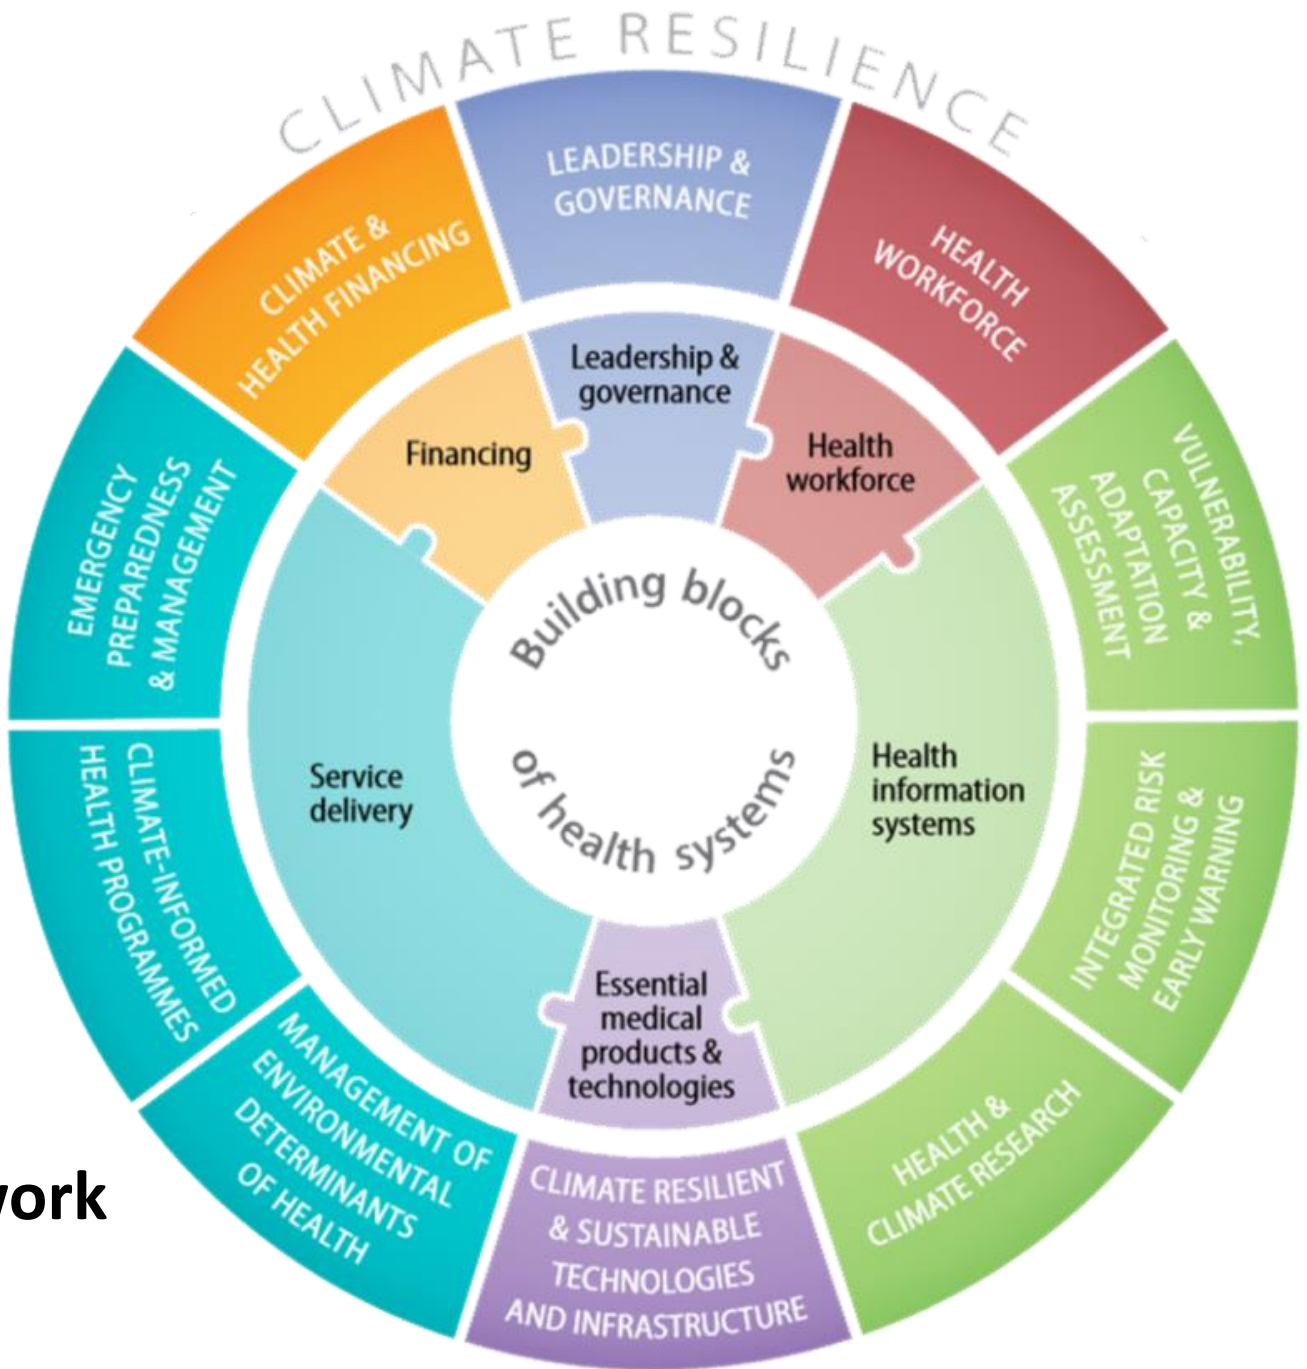 CLIMATE RESILIENCE
LEADERSHIP &
GOVERNANCE
HEALTH
WORKFORCE
VULNERABILITY,
CAPACITY &
ADAPTATION
ASSESSMENT
INTEGRATED RISK
MONITORING &
EARLY WARNING
HEALTH &
CLIMATE RESEARCH
CLIMATE RESILIENT
& SUSTAINABLE
TECHNOLOGIES
AND INFRASTRUCTURE
MANAGEMENT OF
ENVIRONMENTAL
DETERMINANTS
OF HEALTH
CLIMATE-INFORMED
HEALTH PROGRAMMES
EMERGENCY
PREPAREDNESS
& MANAGEMENT
CLIMATE &
HEALTH FINANCING
Leadership &
governance
Health
workforce
Health
information
systems
Essential
medical
products &
technologies
Service
delivery
Financing
Building blocks
of health systems